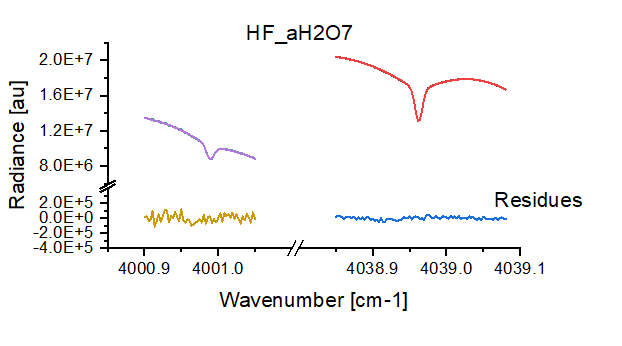 HF_aH2O7
Radiance [au]
2.0E+7
1.6E+7
1.2E+7
8.0E+6
2.0E+5
0.0E+0
-2.0E+5
-4.0E+5
Residues
4000.9 4001.0 4038.9 4039.0 4039.1
Wavenumber [cm-1]